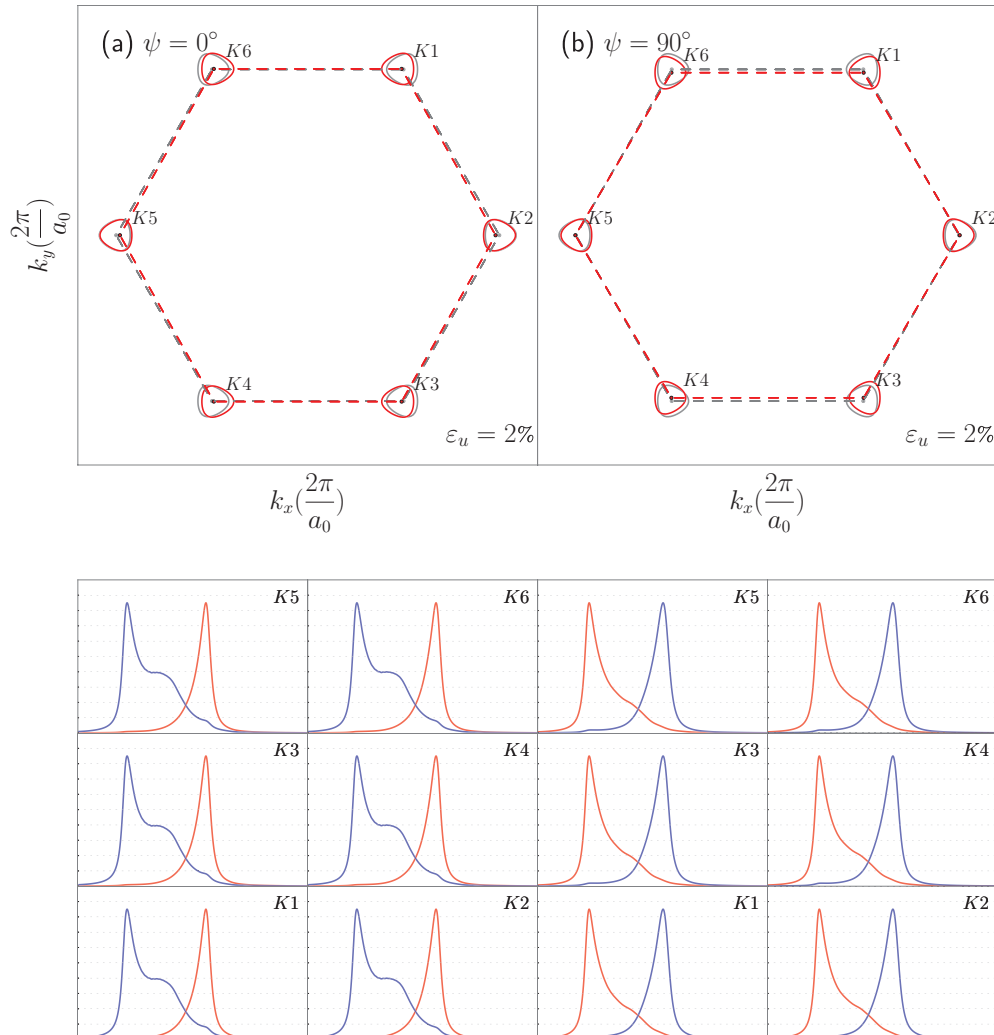 (a) ψ = 0°
K6
K1
K5
K2
K4
K3
ε_u = 2%
(b) ψ = 90°
K6
K1
K5
K2
K4
K3
ε_u = 2%
k_y(2π/a_0)
k_x(2π/a_0)
k_x(2π/a_0)
K5
K6
K5
K6
K3
K4
K3
K4
K1
K2
K1
K2